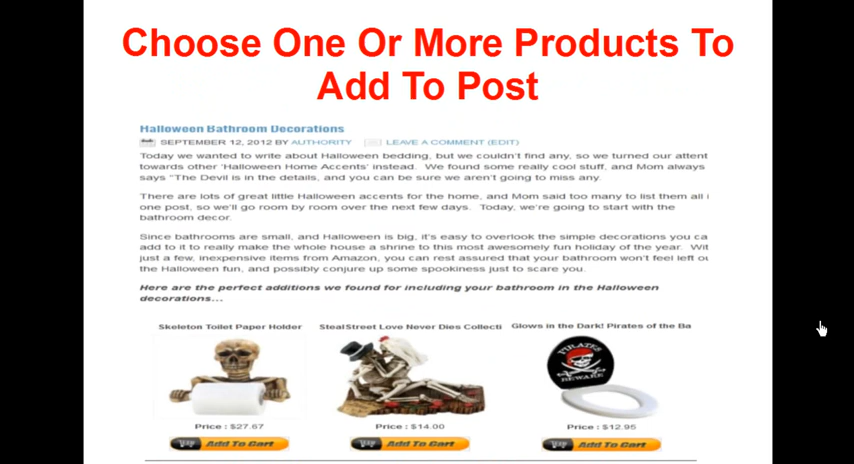 Choose One Or More Products To
Add To Post
Halloween Bathroom Decorations
SEPTEMBER 12, 2012 BY AUTHORITY LEAVE A COMMENT (EDIT)
Today we wanted to write about Halloween bedding, but we couldn't find any, so we turned our attent
towards other 'Halloween Home Accents' instead. We found some really cool stuff, and Mom always
says "The Devil is in the details, and you can be sure we aren't going to miss any.
There are lots of great little Halloween accents for the home, and Mom said too many to list them all i
one post, so we'll go room by room over the next few days. Today, we're going to start with the
bathroom decor.
Since bathrooms are small, and Halloween is big, it's easy to overlook the simple decorations you ca
add to it to really make the whole house a shrine to this most awesomely fun holiday of the year. Wit
just a few, inexpensive items from Amazon, you can rest assured that your bathroom won't feel left ou
the Halloween fun, and possibly conjure up some spookiness just to scare you.
Here are the perfect additions we found for including your bathroom in the Halloween
decorations...
Skeleton Toilet Paper Holder StealStreet Love Never Dies Collecti Glows in the Dark! Pirates of the Ba
PIRATES
BEWARE
Price : $27.67 Price : $14.00 Price : $12.95
Add To Cart Add To Cart Add To Cart